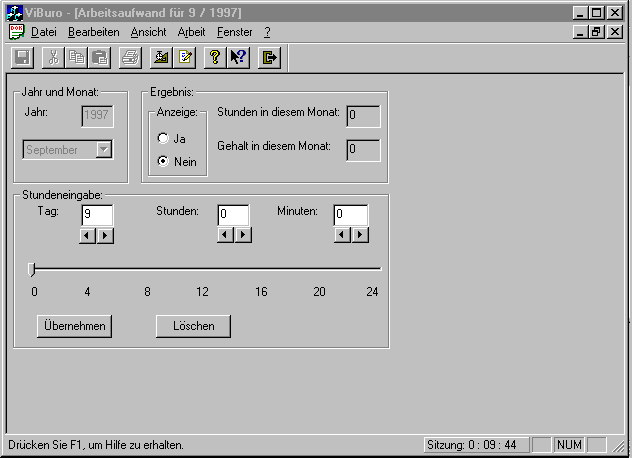 ViBuro - [Arbeitsaufwand für 9 / 1997]
Datei Bearbeiten Ansicht Arbeit Fenster ?
Jahr und Monat:
Jahr: 1997
September
Ergebnis:
Anzeige:
Ja
Nein
Stunden in diesem Monat: 0
Gehalt in diesem Monat: 0
Stundeneingabe:
Tag: 9 Stunden: 0 Minuten: 0
0 4 8 12 16 20 24
Übernehmen Löschen
Drücken Sie F1, um Hilfe zu erhalten. Sitzung: 0 : 09 : 44 NUM